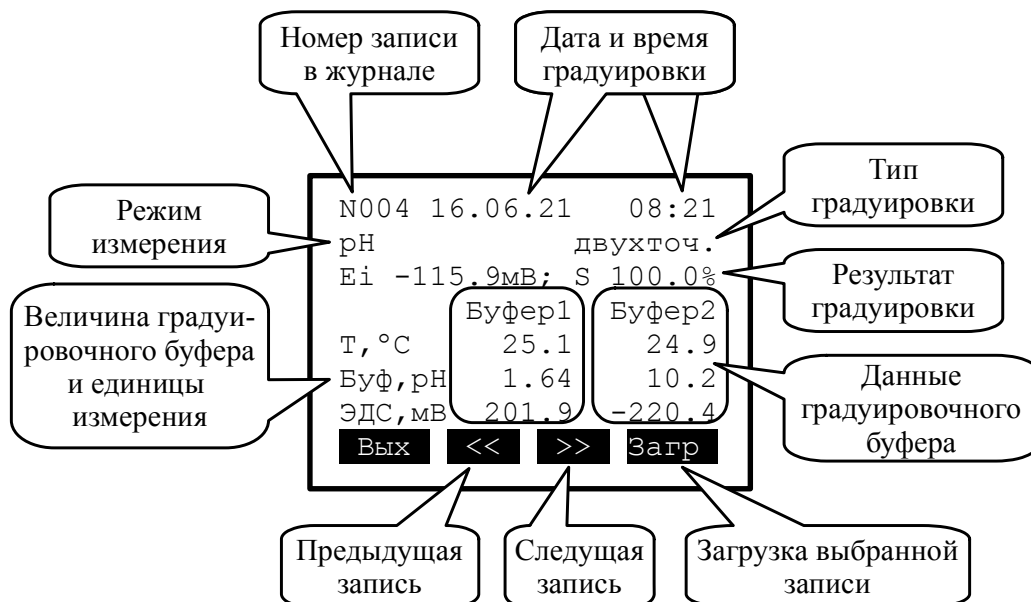 Номер записи
в журнале
Дата и время
градуировки
Режим
измерения
Тип
градуировки
N004 16.06.21 08:21
pH двухточ.
Ei -115.9мВ; S 100.0%
Буфер1 Буфер2
T,°C 25.1 24.9
Буф,pH 1.64 10.2
ЭДС,мВ 201.9 -220.4
Вых << >> Загр
Результат
градуировки
Величина градуи-
ровочного буфера
и единицы
измерения
Данные
градуировочного
буфера
Предыдущая
запись
Следущая
запись
Загрузка выбранной
записи